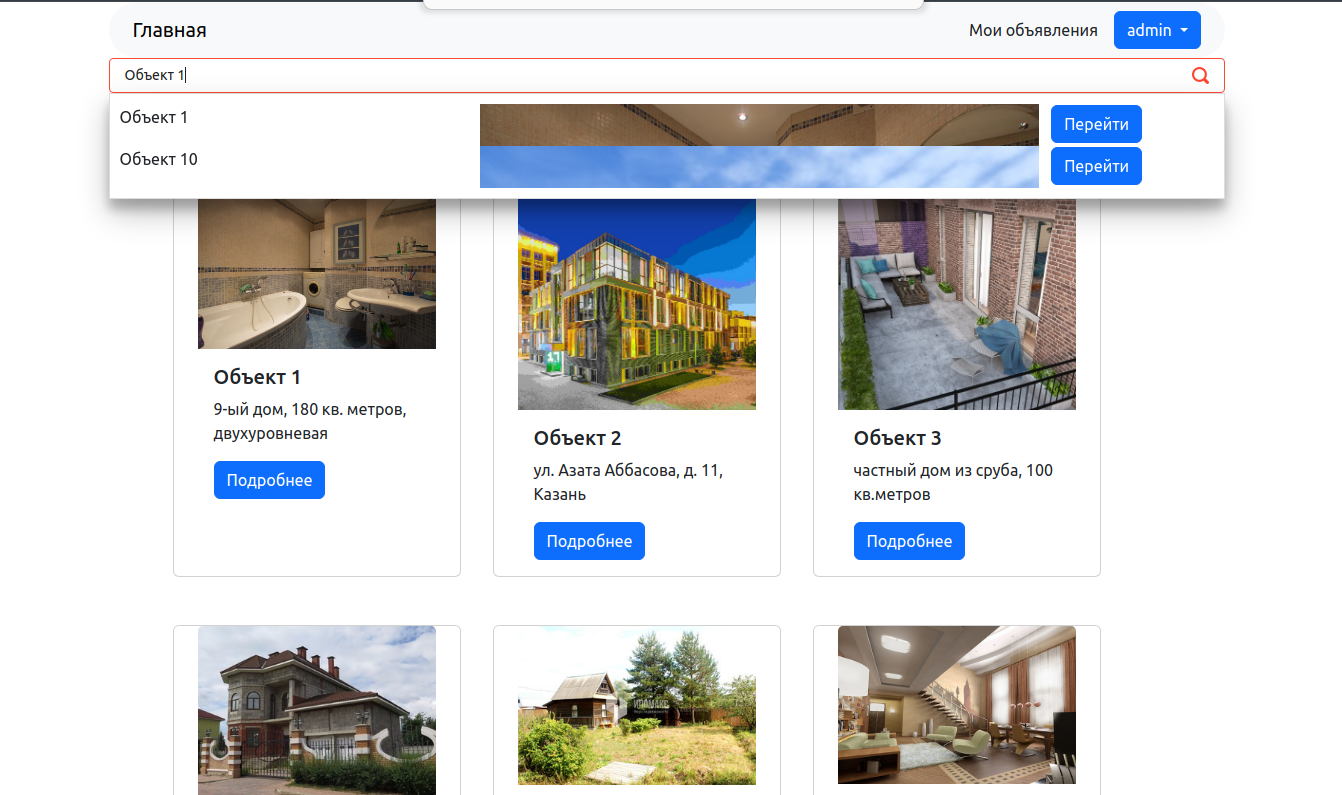 Главная
Мои объявления
admin
Объект 1
Объект 1
Перейти
Объект 10
Перейти
Объект 1
9-ый дом, 180 кв. метров,
двухуровневая
Подробнее
Объект 2
ул. Азата Аббасова, д. 11,
Казань
Подробнее
Объект 3
частный дом из сруба, 100
кв.метров
Подробнее